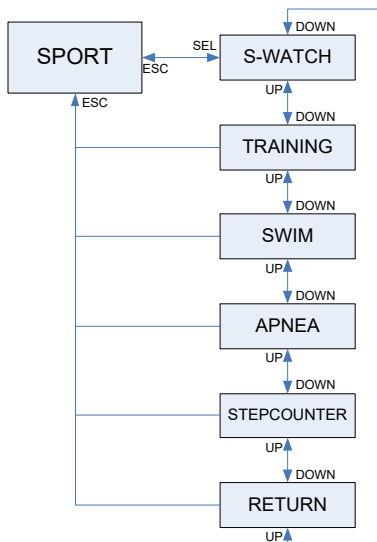 DOWN
SPORT
SEL
ESC
S-WATCH
ESC
UP
DOWN
TRAINING
UP
DOWN
SWIM
UP
DOWN
APNEA
UP
DOWN
STEPCOUNTER
UP
DOWN
RETURN
UP